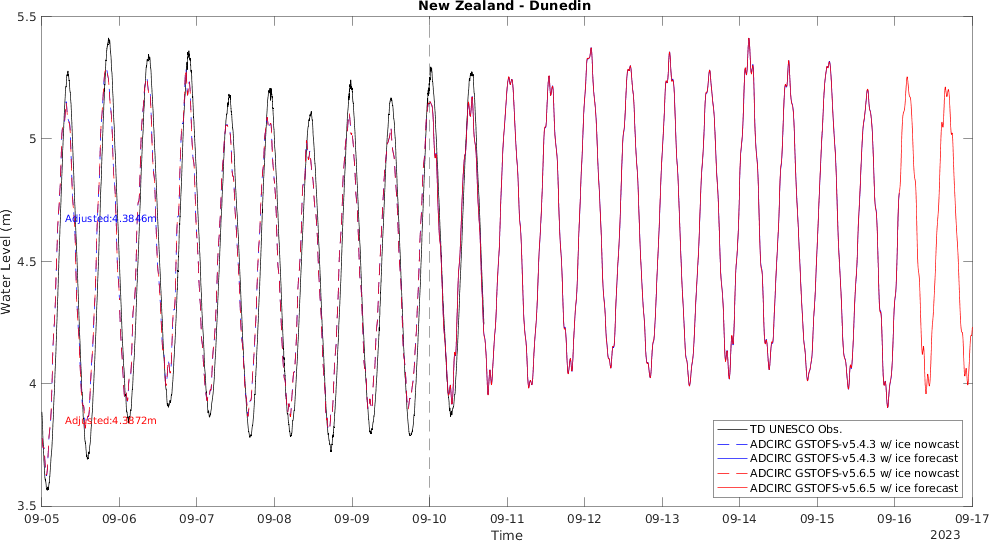 New Zealand - Dunedin
Water Level (m)
5.5
5
4.5
4
3.5
Adjusted:4.3846m
Adjusted:4.3872m
TD UNESCO Obs.
ADCIRC GSTOFS-v5.4.3 w/ ice nowcast
ADCIRC GSTOFS-v5.4.3 w/ ice forecast
ADCIRC GSTOFS-v5.6.5 w/ ice nowcast
ADCIRC GSTOFS-v5.6.5 w/ ice forecast
09-05 09-06 09-07 09-08 09-09 09-10 09-11 09-12 09-13 09-14 09-15 09-16 09-17
Time
2023